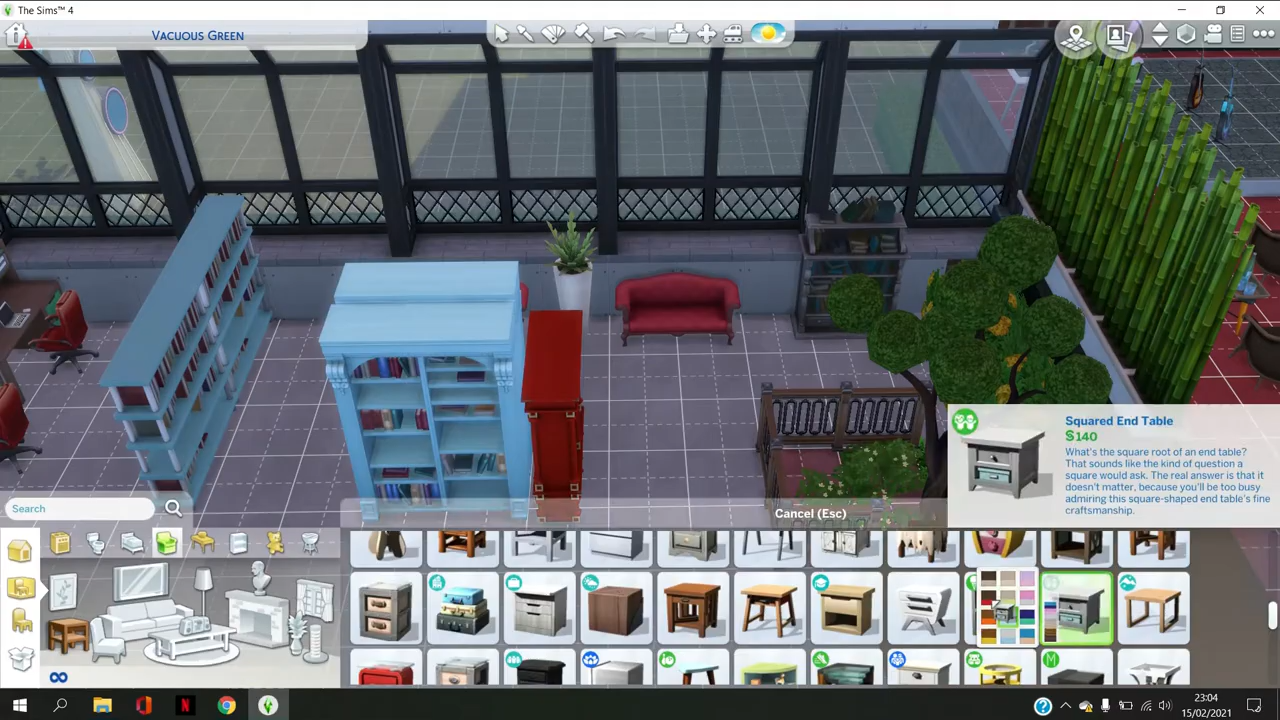 The Sims™ 4
VACUOUS GREEN
Squared End Table
§140
What's the square root of an end table?
That sounds like the kind of question a
square would ask. The real answer is that it
doesn't matter, because you'll be too busy
admiring this square-shaped end table's fine
craftsmanship.
Search
Cancel (Esc)
M
23:04
15/02/2021